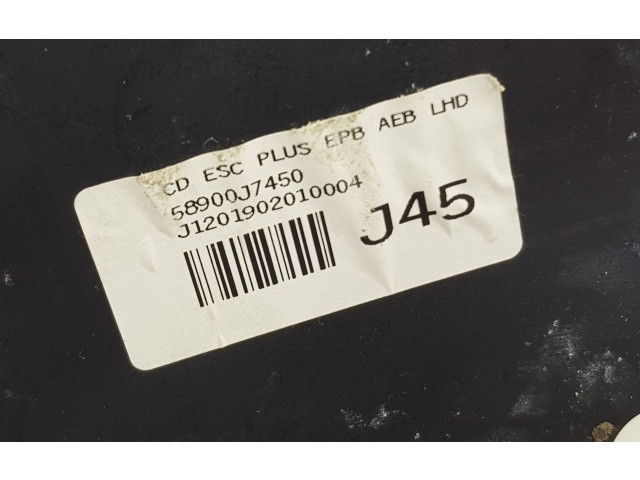 CD ESC PLUS EPB AEB LHD
58900J7450
J1201902010004
J45